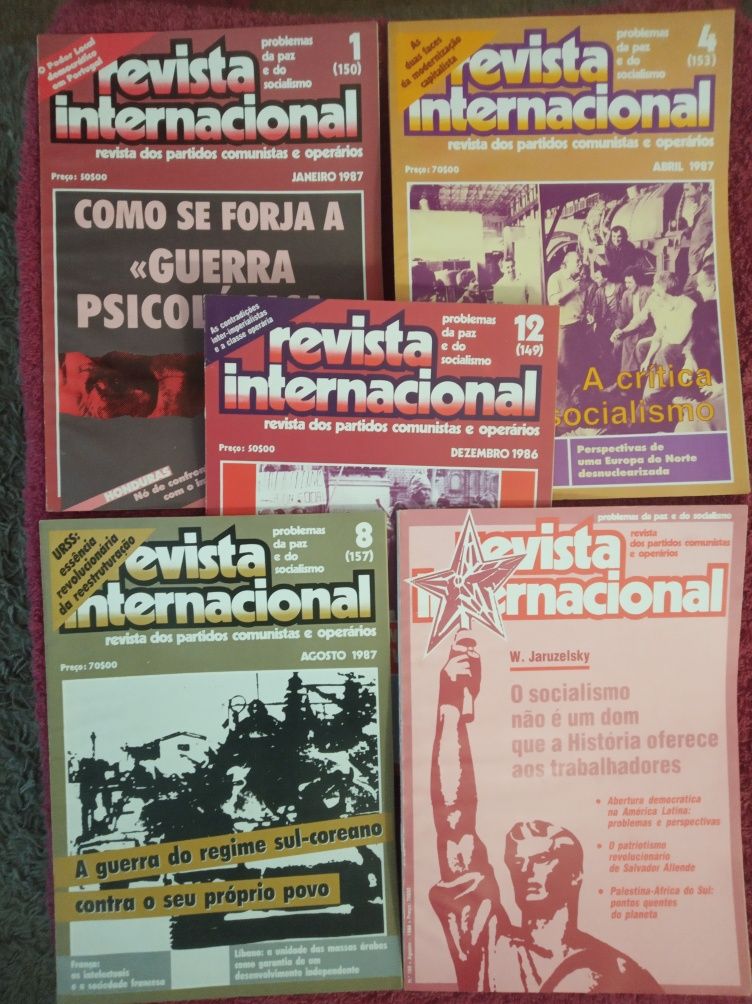 O Poder Local
democrático
em Portugal
problemas
da paz
e do
socialismo
1
(150)
revista
internacional
revista dos partidos comunistas e operários
Preço: 50$00
JANEIRO 1987
COMO SE FORJA A
«GUERRA
HONDURAS
As
duas faces
da modernização
capitalista
problemas
da paz
e do
socialismo
4
(153)
revista
internacional
revista dos partidos comunistas e operários
Preço: 70$00
ABRIL 1987
A crítica
socialismo
Perspectivas de
uma Europa do Norte
desnuclearizada
As contradições
inter-imperialistas
e a classe operária
problemas
da paz
e do
socialismo
12
(149)
revista
internacional
revista dos partidos comunistas e operários
Preço: 50$00
DEZEMBRO 1986
URSS:
essência
revolucionária
da reestruturação
problemas
da paz
e do
socialismo
8
(157)
revista
internacional
revista dos partidos comunistas e operários
Preço: 70$00
AGOSTO 1987
A guerra do regime sul-coreano
contra o seu próprio povo
França:
os intelectuais
e a sociedade francesa
Líbano: a unidade das massas árabes
como garantia de um
desenvolvimento independente
problemas da paz e do socialismo
revista
dos partidos comunistas
e operários
revista
internacional
W. Jaruzelsky
O socialismo
não é um dom
que a História oferece
aos trabalhadores
• Abertura democratica
na América Latina:
problemas e perspectivas
• O patriotismo
revolucionário
de Salvador Allende
• Palestina-Africa do Sul:
pontos quentes
do planeta